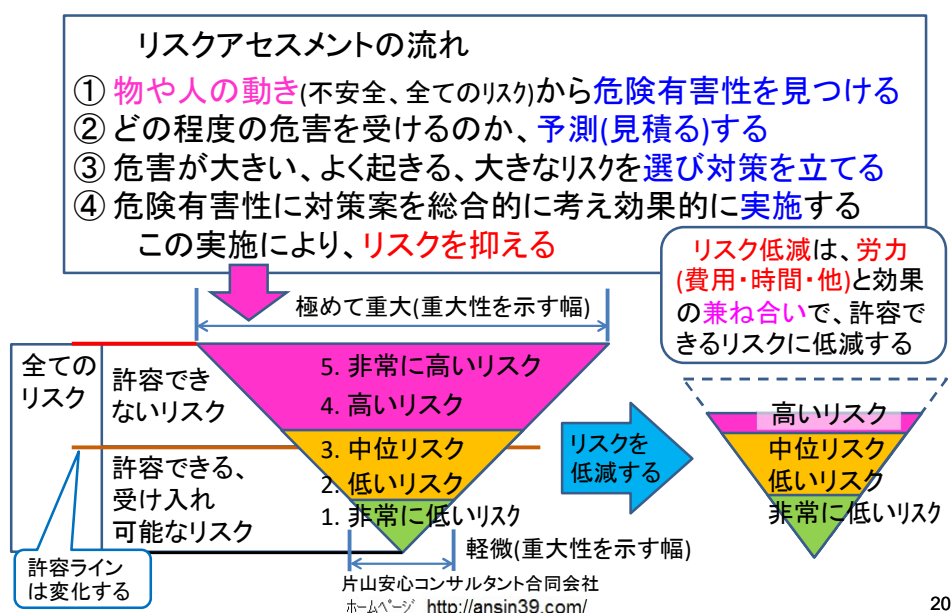 リスクアセスメントの流れ
① 物や人の動き(不安全、全てのリスク)から危険有害性を見つける
② どの程度の危害を受けるのか、予測(見積る)する
③ 危害が大きい、よく起きる、大きなリスクを選び対策を立てる
④ 危険有害性に対策案を総合的に考え効果的に実施する
この実施により、リスクを抑える
リスク低減は、労力
(費用・時間・他)と効果
の兼ね合いで、許容で
きるリスクに低減する
極めて重大(重大性を示す幅)
全ての
リスク
許容でき
ないリスク
許容できる、
受け入れ
可能なリスク
5. 非常に高いリスク
4. 高いリスク
3. 中位リスク
2. 低いリスク
1. 非常に低いリスク
リスクを
低減する
高いリスク
中位リスク
低いリスク
非常に低いリスク
軽微(重大性を示す幅)
許容ライン
は変化する
片山安心コンサルタント合同会社
ホームページ http://ansin39.com/
20